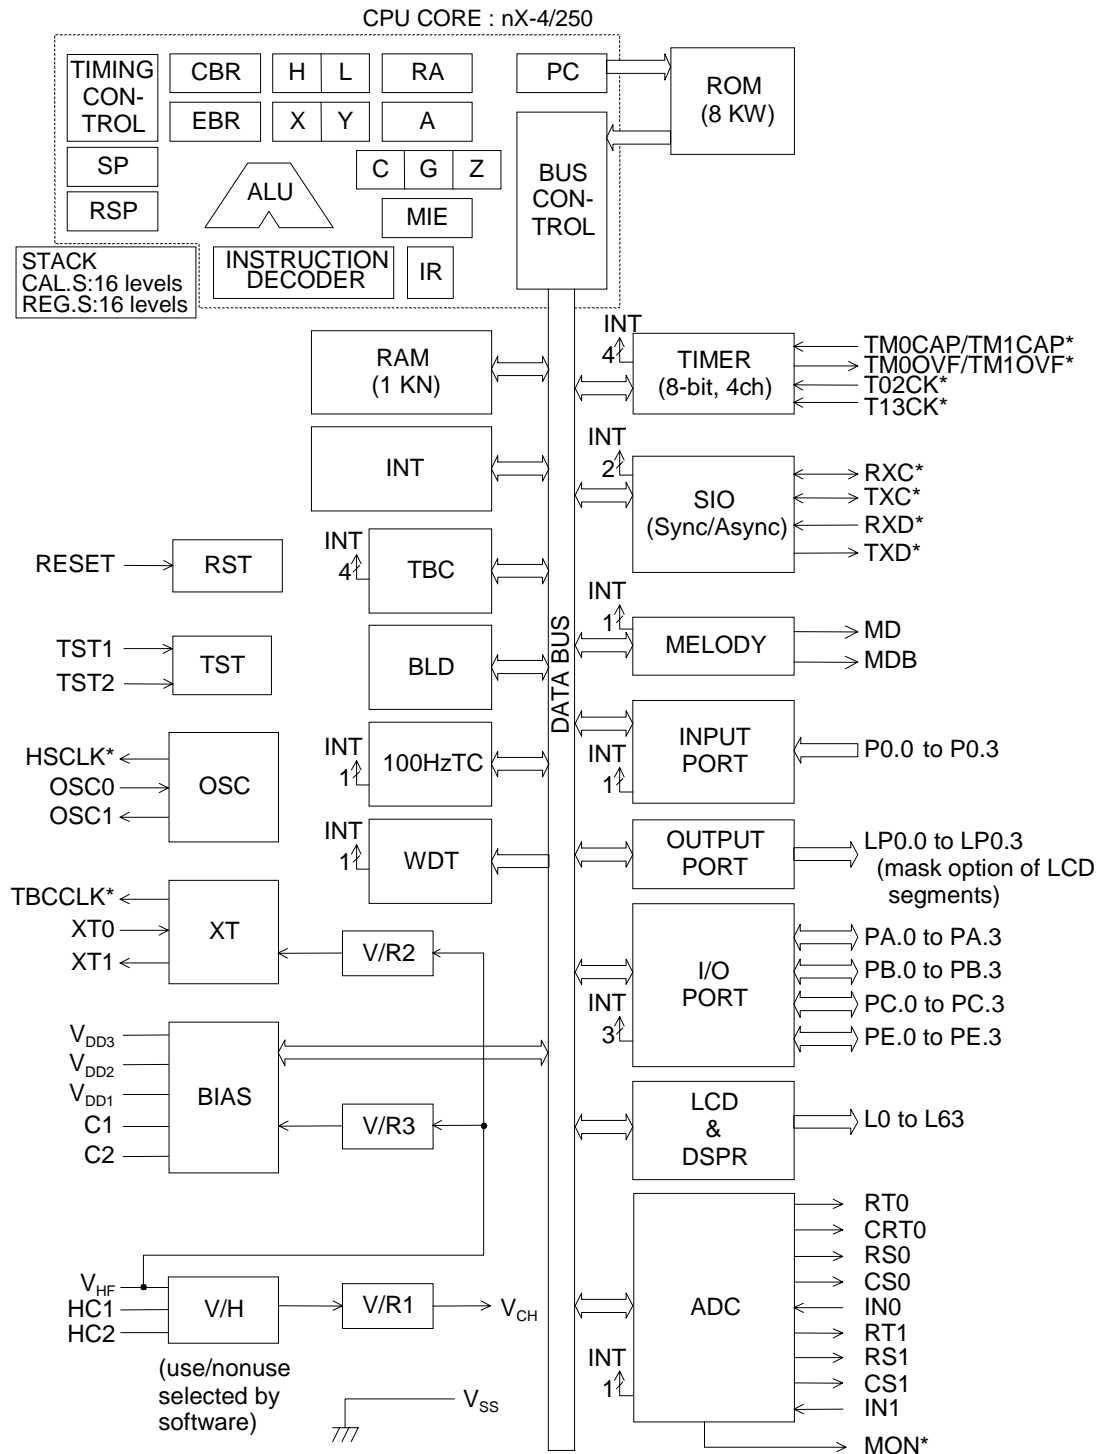 CPU CORE : nX-4/250
TIMING
CON-
TROL
CBR
H
L
RA
PC
ROM
(8 KW)
EBR
X
Y
A
SP
C
G
Z
BUS
CON-
TROL
RSP
ALU
MIE
STACK
CAL.S:16 levels
REG.S:16 levels
INSTRUCTION
DECODER
IR
RAM
(1 KN)
INT
4
TIMER
(8-bit, 4ch)
TM0CAP/TM1CAP*
TM0OVF/TM1OVF*
T02CK*
T13CK*
INT
INT
2
SIO
(Sync/Async)
RXC*
TXC*
RXD*
TXD*
RESET
RST
INT
4
TBC
INT
1
MELODY
MD
MDB
TST1
TST2
TST
BLD
DATA BUS
HSCLK*
OSC0
OSC1
OSC
INT
1
100HzTC
INT
1
INPUT
PORT
P0.0 to P0.3
INT
1
WDT
OUTPUT
PORT
LP0.0 to LP0.3
(mask option of LCD
segments)
TBCCLK*
XT0
XT1
XT
V/R2
INT
3
I/O
PORT
PA.0 to PA.3
PB.0 to PB.3
PC.0 to PC.3
PE.0 to PE.3
VDD3
VDD2
VDD1
C1
C2
BIAS
V/R3
LCD
&
DSPR
L0 to L63
VHF
HC1
HC2
V/H
V/R1
VCH
(use/nonuse
selected by
software)
VSS
INT
1
ADC
RT0
CRT0
RS0
CS0
IN0
RT1
RS1
CS1
IN1
MON*